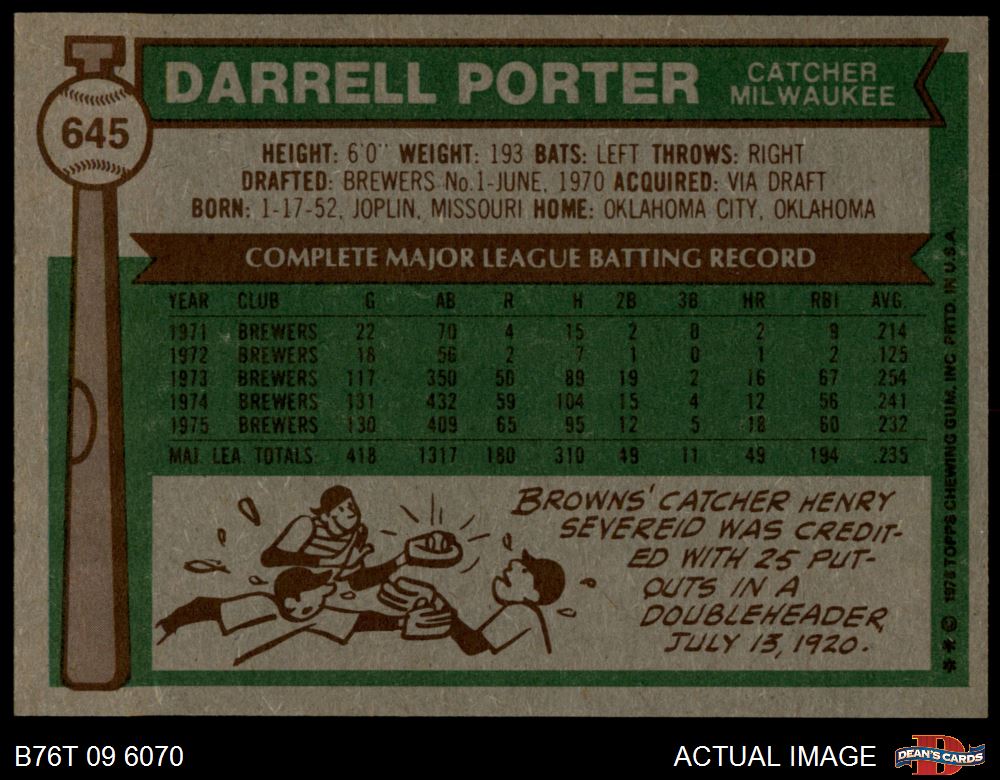 645
DARRELL PORTER
CATCHER
MILWAUKEE
HEIGHT: 6'0" WEIGHT: 193 BATS: LEFT THROWS: RIGHT
DRAFTED: BREWERS No.1-JUNE, 1970 ACQUIRED: VIA DRAFT
BORN: 1-17-52, JOPLIN, MISSOURI HOME: OKLAHOMA CITY, OKLAHOMA
COMPLETE MAJOR LEAGUE BATTING RECORD
YEAR CLUB G AB R H 2B 3B HR RBI AVG.
1971 BREWERS 22 70 4 15 2 0 2 9 .214
1972 BREWERS 18 56 2 7 1 0 1 2 .125
1973 BREWERS 117 350 50 89 19 2 16 67 .254
1974 BREWERS 131 432 59 104 15 4 12 56 .241
1975 BREWERS 130 409 65 95 12 5 18 60 .232
MAJ. LEA. TOTALS 418 1317 180 310 49 11 49 194 .235
BROWNS' CATCHER HENRY
SEVEREID WAS CREDIT-
ED WITH 25 PUT-
OUTS IN A
DOUBLEHEADER,
JULY 13, 1920.
** © 1976 TOPPS CHEWING GUM, INC. PRTD. IN U.S.A.
B76T 09 6070
ACTUAL IMAGE
DEAN'S CARDS